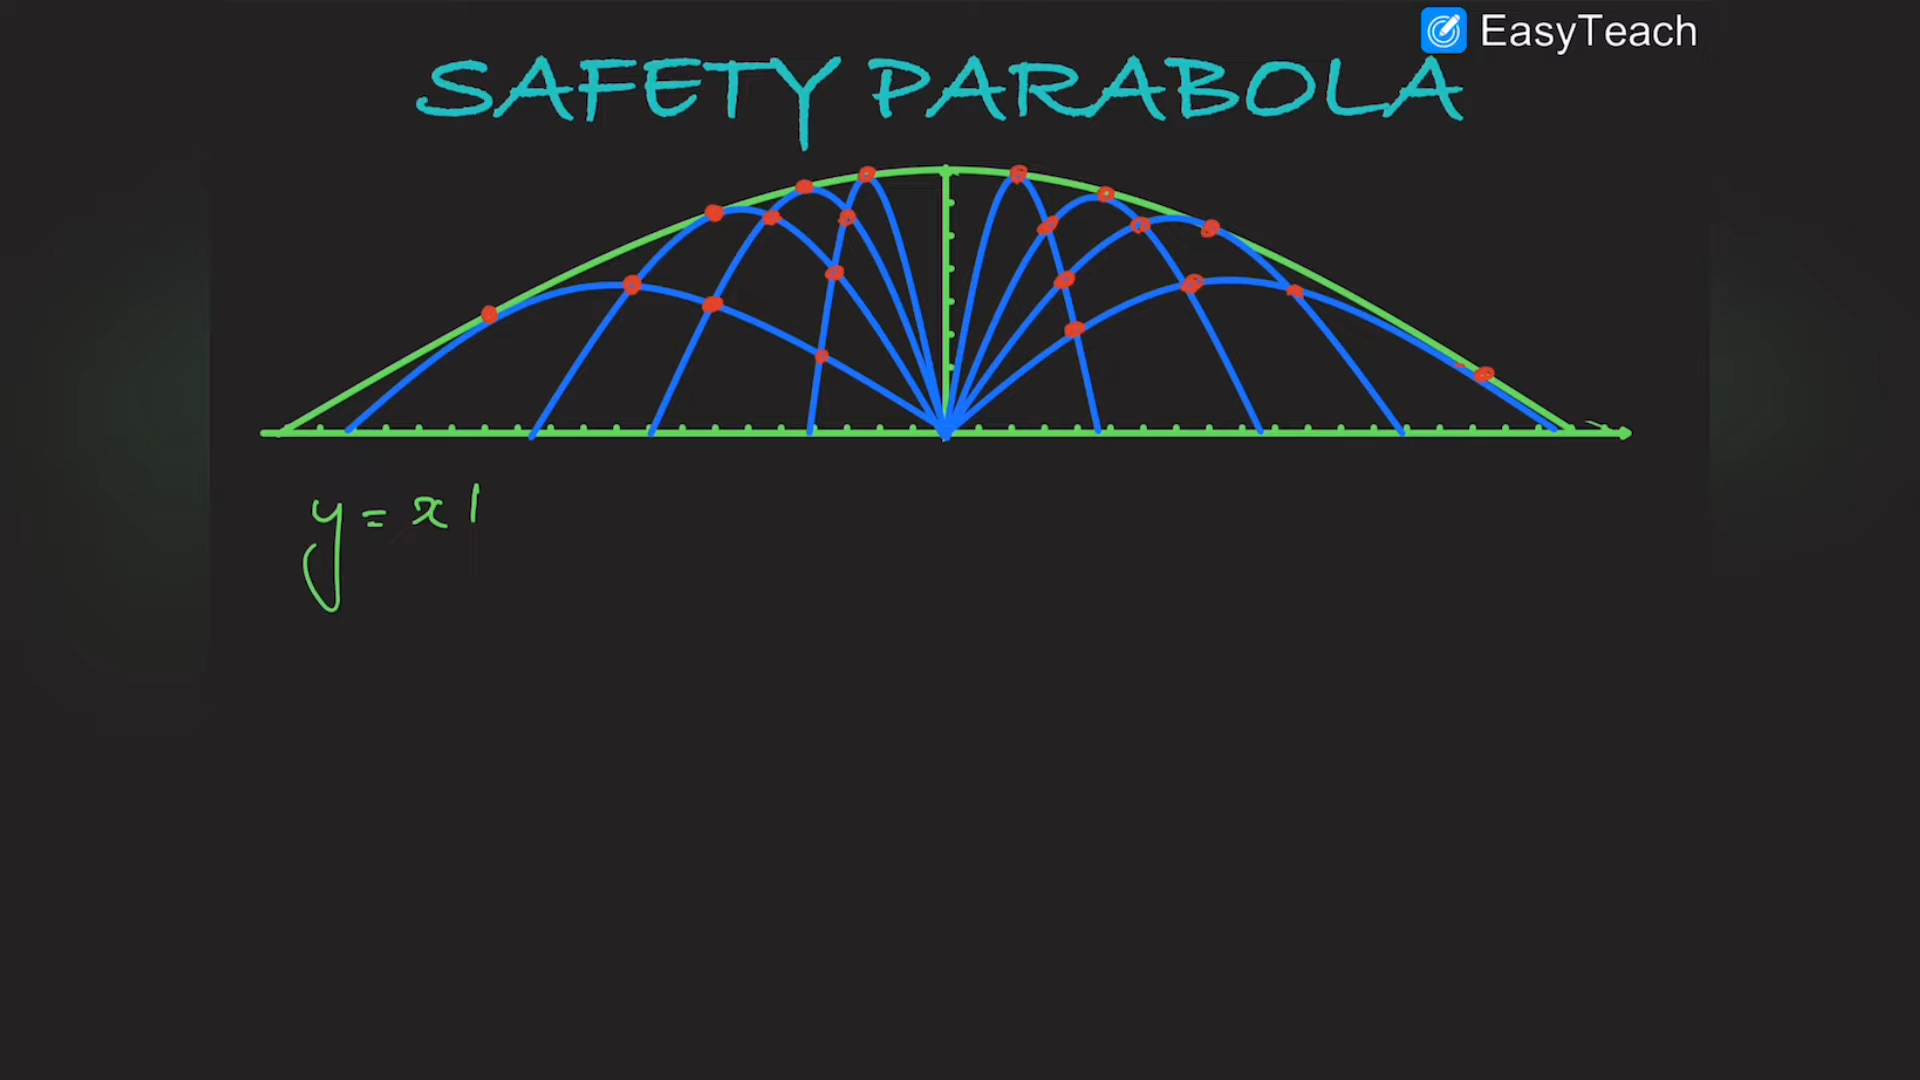 EasyTeach
SAFETY PARABOLA
y = x |